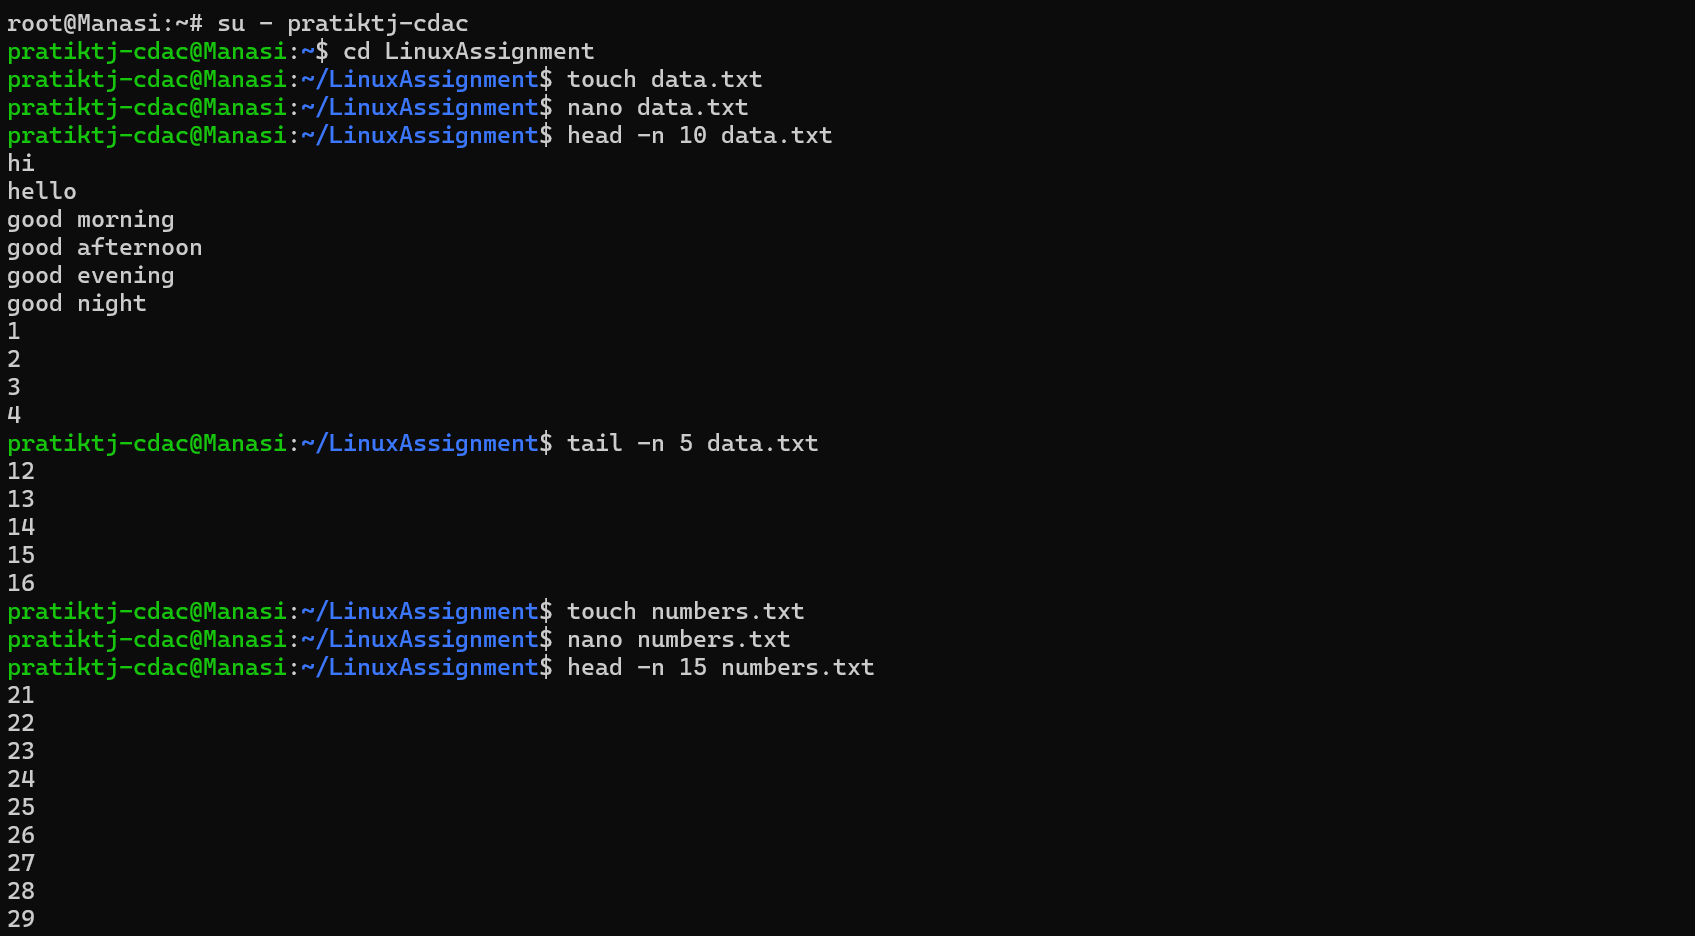 root@Manasi:~# su - pratiktj-cdac
pratiktj-cdac@Manasi:~$ cd LinuxAssignment
pratiktj-cdac@Manasi:~/LinuxAssignment$ touch data.txt
pratiktj-cdac@Manasi:~/LinuxAssignment$ nano data.txt
pratiktj-cdac@Manasi:~/LinuxAssignment$ head -n 10 data.txt
hi
hello
good morning
good afternoon
good evening
good night
1
2
3
4
pratiktj-cdac@Manasi:~/LinuxAssignment$ tail -n 5 data.txt
12
13
14
15
16
pratiktj-cdac@Manasi:~/LinuxAssignment$ touch numbers.txt
pratiktj-cdac@Manasi:~/LinuxAssignment$ nano numbers.txt
pratiktj-cdac@Manasi:~/LinuxAssignment$ head -n 15 numbers.txt
21
22
23
24
25
26
27
28
29